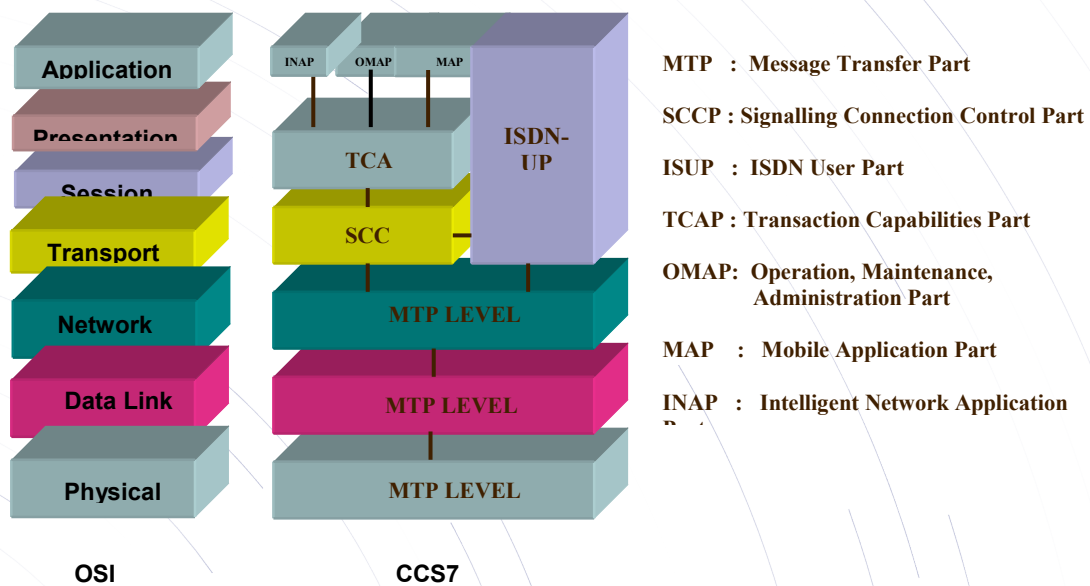 Application
Presentation
Session
Transport
Network
Data Link
Physical
OSI
INAP
OMAP
MAP
TCA
ISDN-
UP
SCC
MTP LEVEL
MTP LEVEL
MTP LEVEL
CCS7
MTP : Message Transfer Part
SCCP : Signalling Connection Control Part
ISUP : ISDN User Part
TCAP : Transaction Capabilities Part
OMAP: Operation, Maintenance,
Administration Part
MAP : Mobile Application Part
INAP : Intelligent Network Application